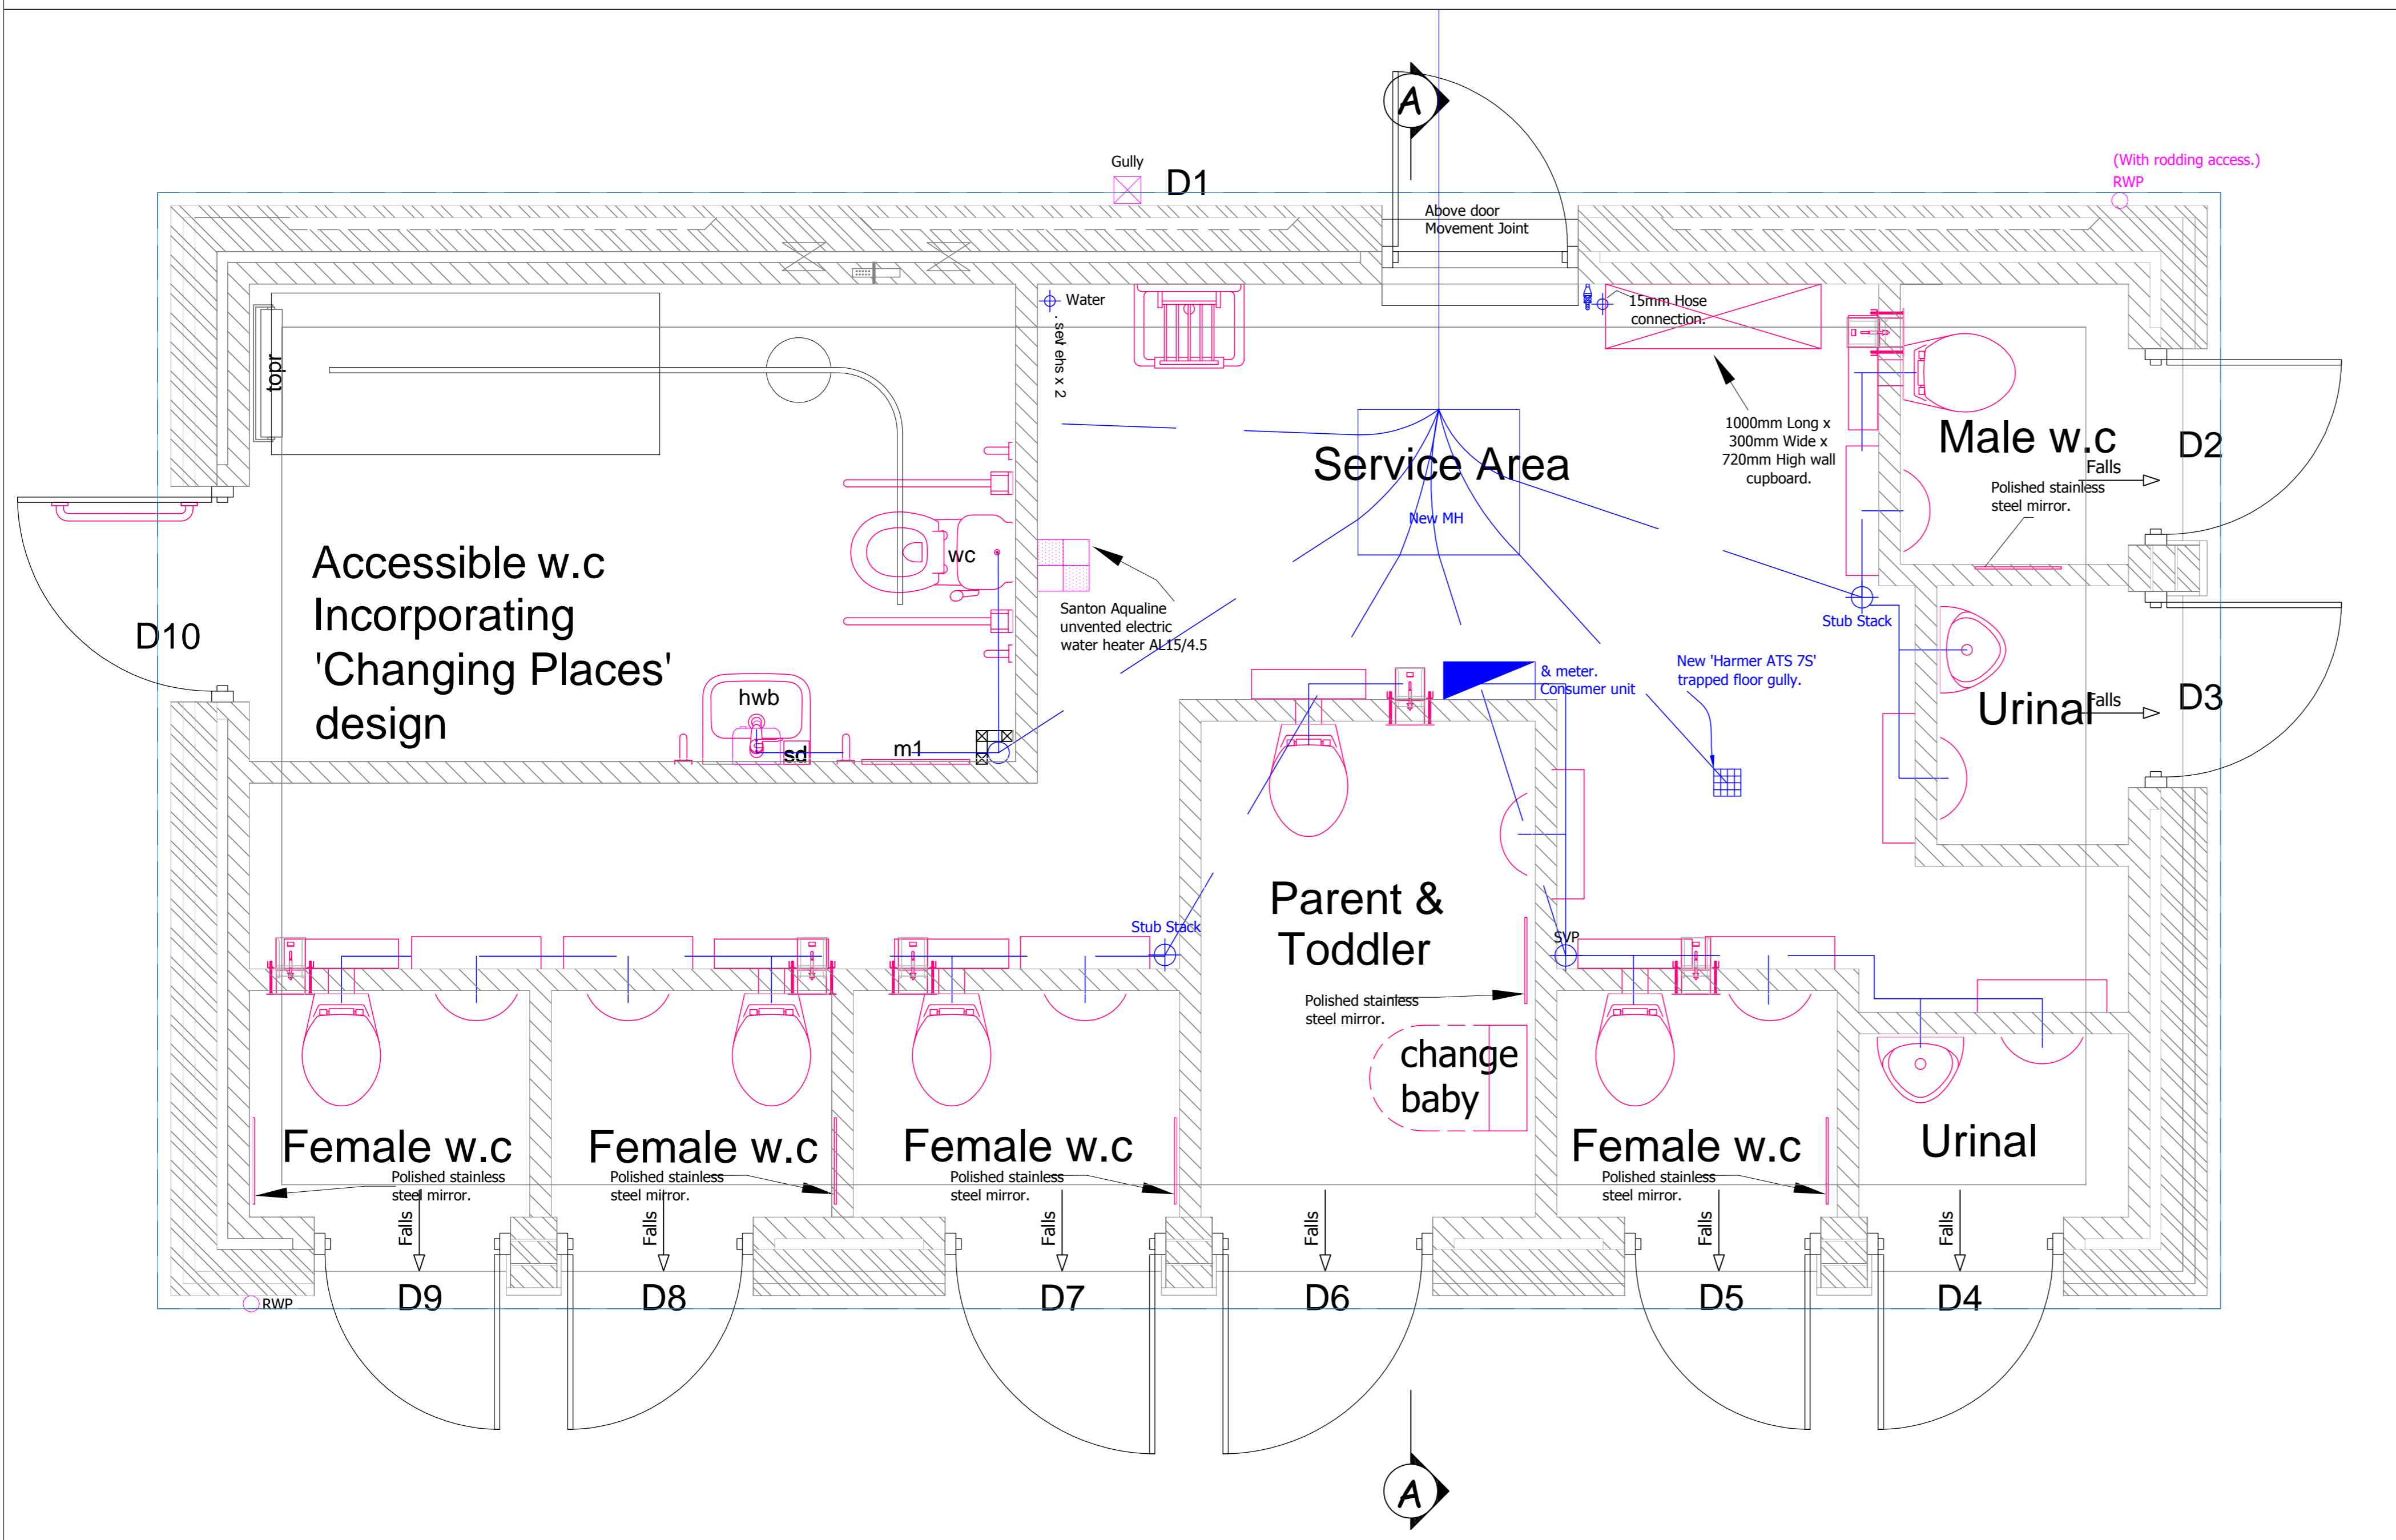 A
Gully
D1
(With rodding access.)
RWP
Above door
Movement Joint
Water
. sev ehs x 2
15mm Hose
connection.
topr
1000mm Long x
300mm Wide x
720mm High wall
cupboard.
Service Area
New MH
Male w.c
Falls
D2
Polished stainless
steel mirror.
Accessible w.c
Incorporating
'Changing Places'
design
D10
wc
Santon Aqualine
unvented electric
water heater AL15/4.5
Stub Stack
hwb
sd
m1
& meter.
Consumer unit
New 'Harmer ATS 7S'
trapped floor gully.
Urinal
Falls
D3
Stub Stack
Parent &
Toddler
SVP
Polished stainless
steel mirror.
change
baby
Female w.c
Polished stainless
steel mirror.
Female w.c
Polished stainless
steel mirror.
Female w.c
Polished stainless
steel mirror.
Female w.c
Polished stainless
steel mirror.
Urinal
Falls
Falls
Falls
Falls
Falls
Falls
RWP
D9
D8
D7
D6
D5
D4
A